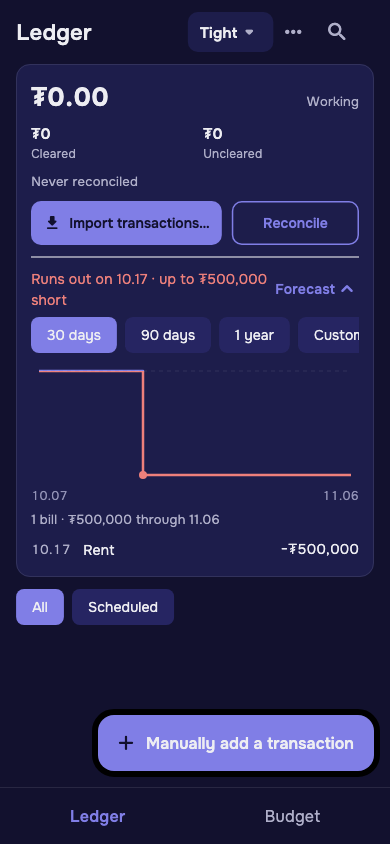 Ledger
Tight
₮0.00
Working
₮0
₮0
Cleared
Uncleared
Never reconciled
Import transactions...
Reconcile
Runs out on 10.17 · up to ₮500,000
short
Forecast
30 days
90 days
1 year
Custom
10.07
11.06
1 bill · ₮500,000 through 11.06
10.17 Rent -₮500,000
All
Scheduled
Manually add a transaction
Ledger
Budget